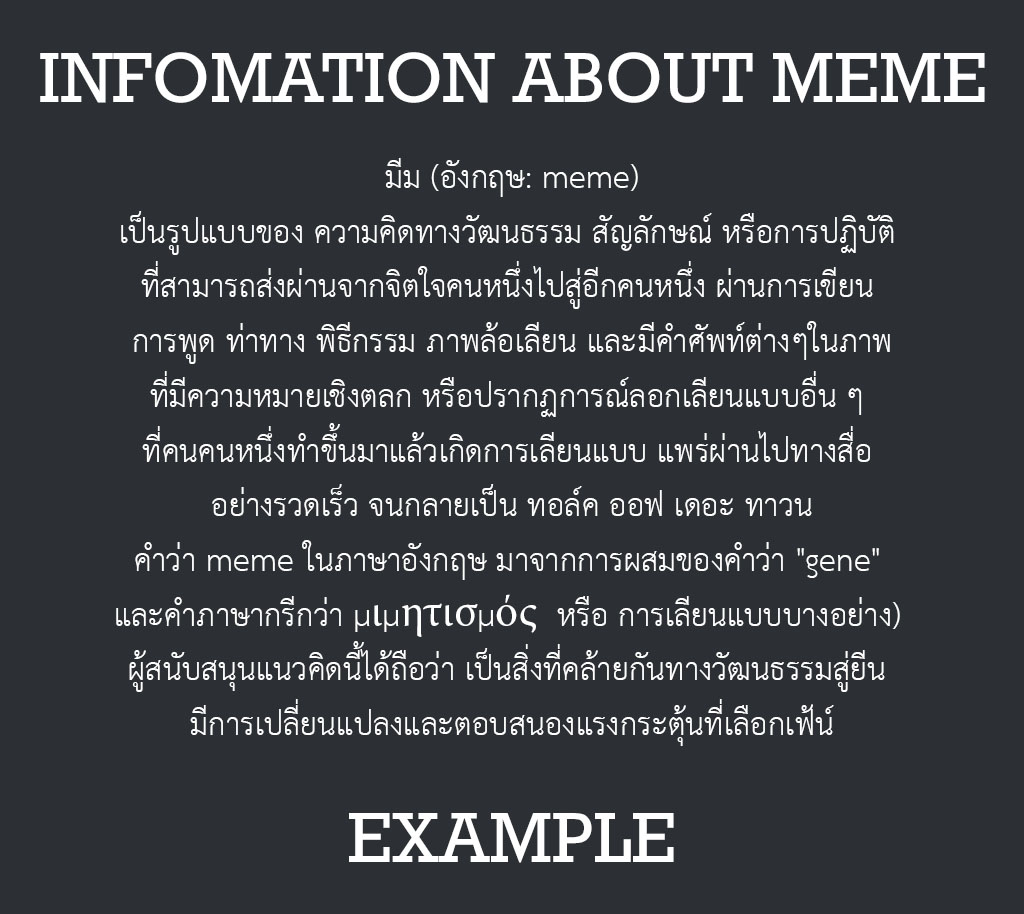 INFOMATION ABOUT MEME
มีม (อังกฤษ: meme)
เป็นรูปแบบของ ความคิดทางวัฒนธรรม สัญลักษณ์ หรือการปฏิบัติ
ที่สามารถส่งผ่านจากจิตใจคนหนึ่งไปสู่อีกคนหนึ่ง ผ่านการเขียน
การพูด ท่าทาง พิธีกรรม ภาพล้อเลียน และมีคำศัพท์ต่างๆในภาพ
ที่มีความหมายเชิงตลก หรือปรากฏการณ์ลอกเลียนแบบอื่น ๆ
ที่คนคนหนึ่งทำขึ้นมาแล้วเกิดการเลียนแบบ แพร่ผ่านไปทางสื่อ
อย่างรวดเร็ว จนกลายเป็น ทอล์ค ออฟ เดอะ ทาวน
คำว่า meme ในภาษาอังกฤษ มาจากการผสมของคำว่า "gene"
และคำภาษากรีกว่า μιμητισμός หรือ การเลียนแบบบางอย่าง)
ผู้สนับสนุนแนวคิดนี้ได้ถือว่า เป็นสิ่งที่คล้ายกันทางวัฒนธรรมสู่ยีน
มีการเปลี่ยนแปลงและตอบสนองแรงกระตุ้นที่เลือกเฟ้น์
EXAMPLE